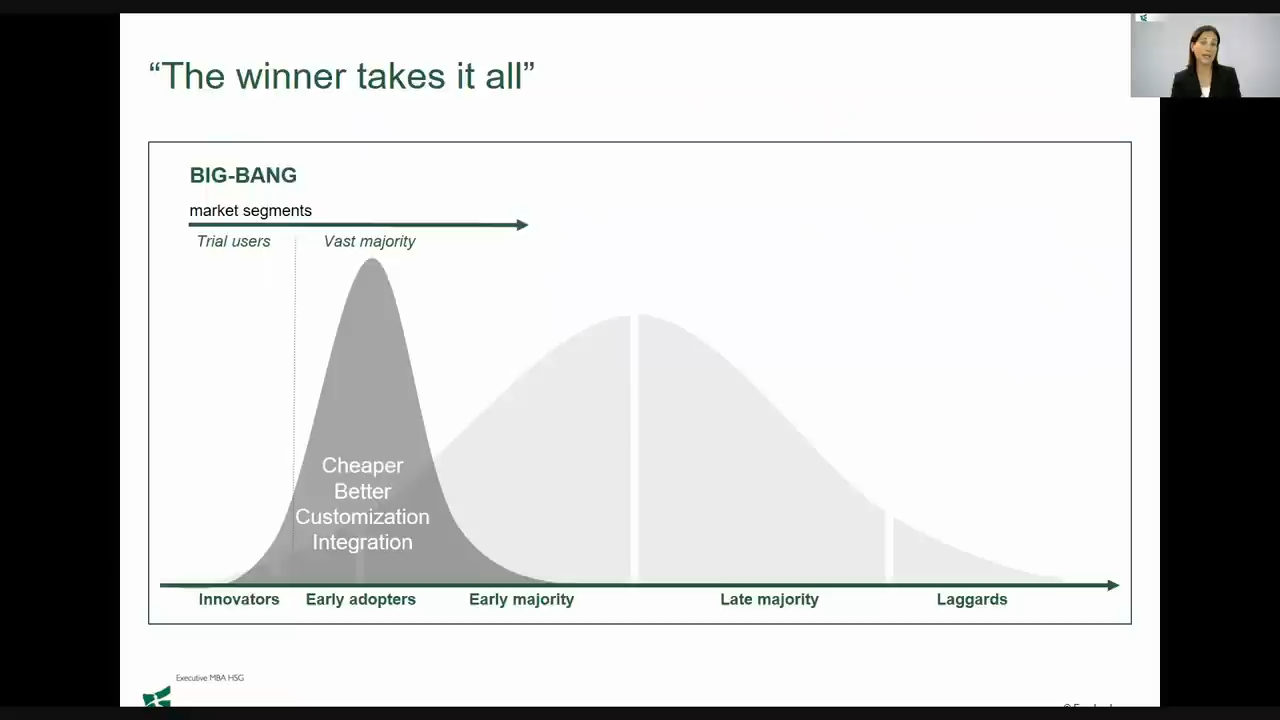 “The winner takes it all”
BIG-BANG
market segments
Trial users
Vast majority
Cheaper
Better
Customization
Integration
Innovators
Early adopters
Early majority
Late majority
Laggards
Executive MBA HSG